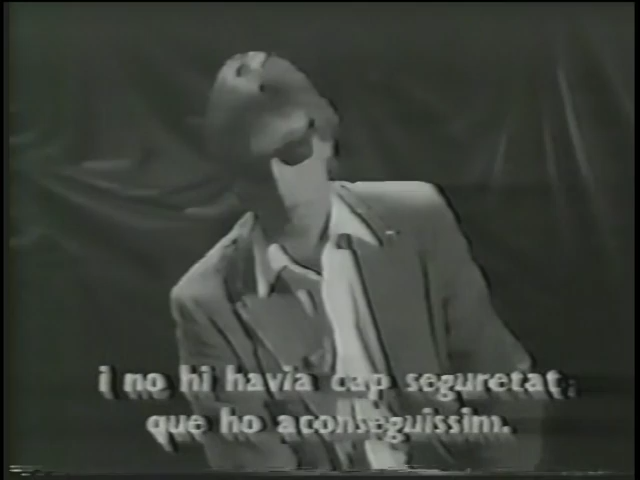 i no hi havia cap seguretat
que ho aconseguíssim.